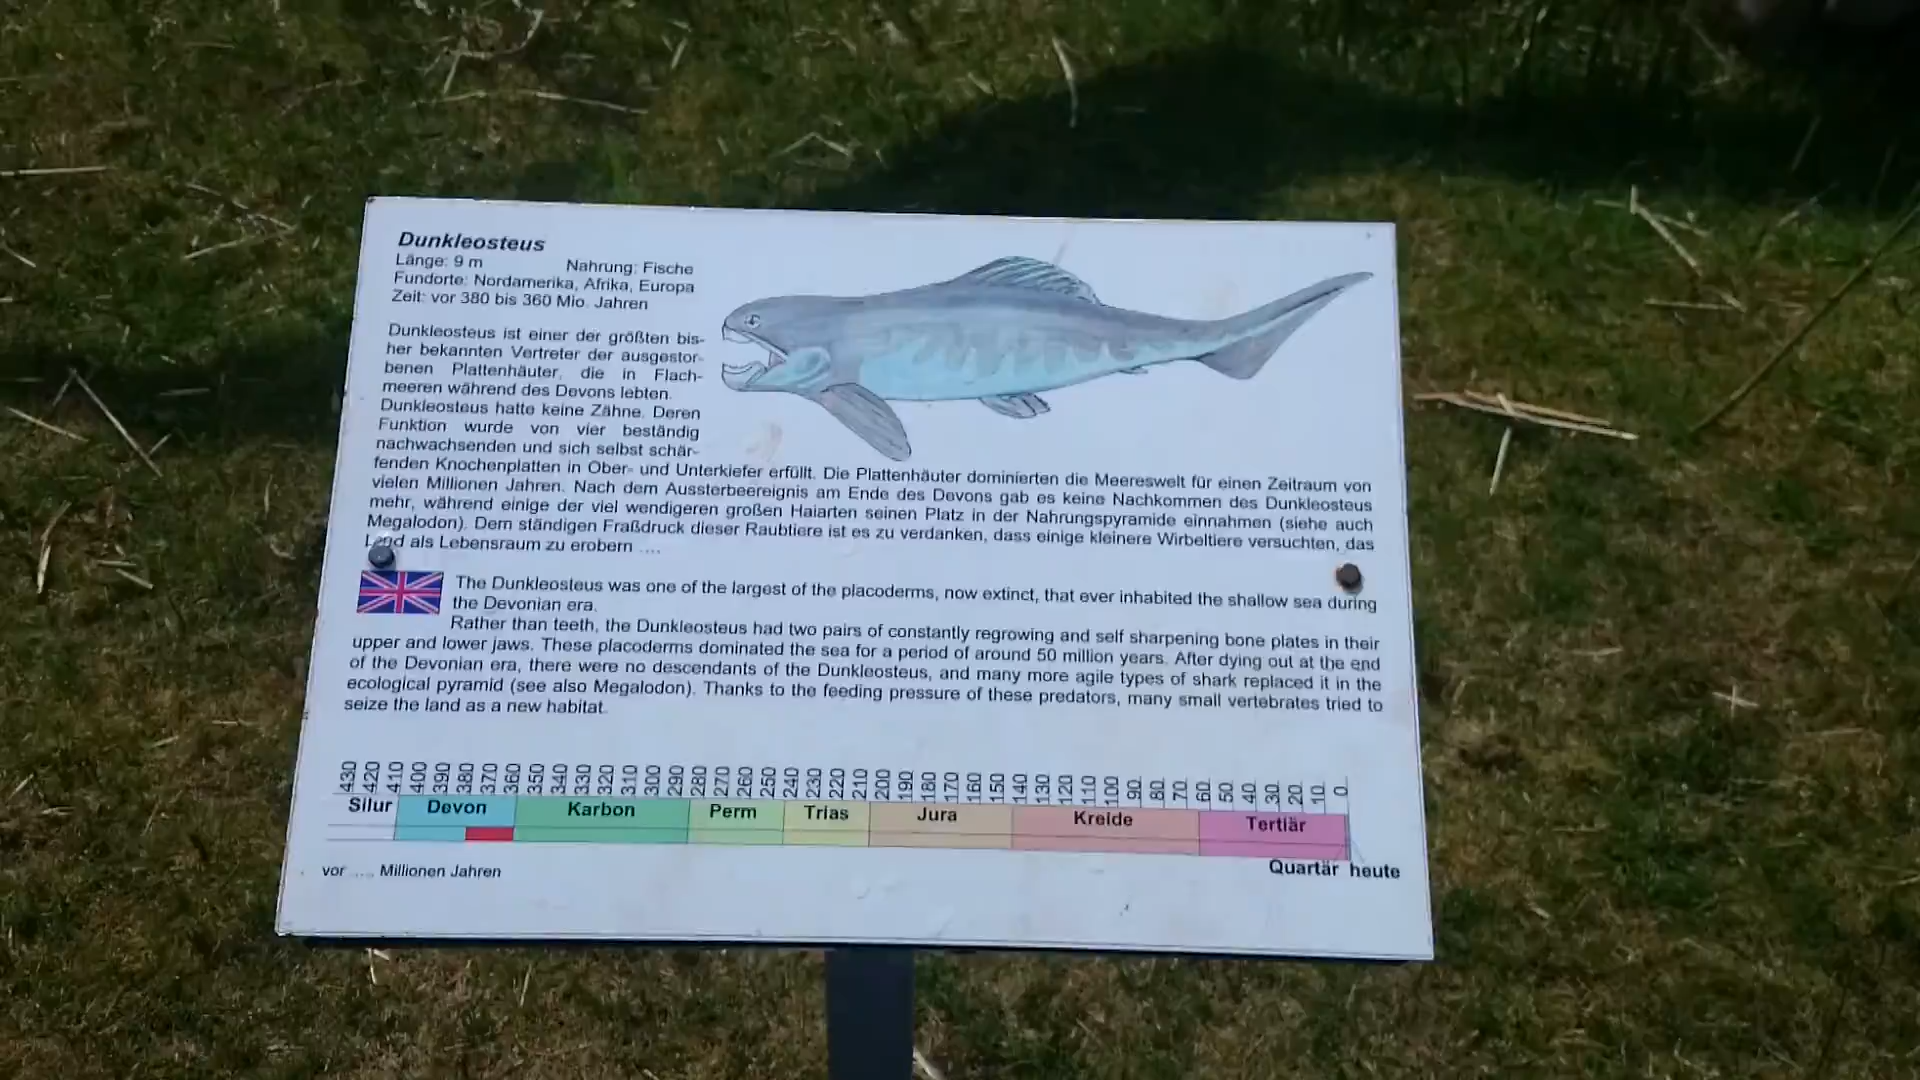 Dunkleosteus
Länge: 9 m Nahrung: Fische
Fundorte: Nordamerika, Afrika, Europa
Zeit: vor 380 bis 360 Mio. Jahren
Dunkleosteus ist einer der größten bis-
her bekannten Vertreter der ausgestor-
benen Plattenhäuter, die in Flach-
meeren während des Devons lebten.
Dunkleosteus hatte keine Zähne. Deren
Funktion wurde von vier beständig
nachwachsenden und sich selbst schär-
fenden Knochenplatten in Ober- und Unterkiefer erfüllt. Die Plattenhäuter dominierten die Meereswelt für einen Zeitraum von
vielen Millionen Jahren. Nach dem Aussterbeereignis am Ende des Devons gab es keine Nachkommen des Dunkleosteus
mehr, während einige der viel wendigeren großen Haiarten seinen Platz in der Nahrungspyramide einnahmen (siehe auch
Megalodon). Dem ständigen Fraßdruck dieser Raubtiere ist es zu verdanken, dass einige kleinere Wirbeltiere versuchten, das
Land als Lebensraum zu erobern ....
The Dunkleosteus was one of the largest of the placoderms, now extinct, that ever inhabited the shallow sea during
the Devonian era.
Rather than teeth, the Dunkleosteus had two pairs of constantly regrowing and self sharpening bone plates in their
upper and lower jaws. These placoderms dominated the sea for a period of around 50 million years. After dying out at the end
of the Devonian era, there were no descendants of the Dunkleosteus, and many more agile types of shark replaced it in the
ecological pyramid (see also Megalodon). Thanks to the feeding pressure of these predators, many small vertebrates tried to
seize the land as a new habitat.
430 420 410 400 390 380 370 360 350 340 330 320 310 300 290 280 270 260 250 240 230 220 210 200 190 180 170 160 150 140 130 120 110 100 90 80 70 60 50 40 30 20 10 0
Silur Devon Karbon Perm Trias Jura Kreide Tertiär
vor .... Millionen Jahren Quartär heute